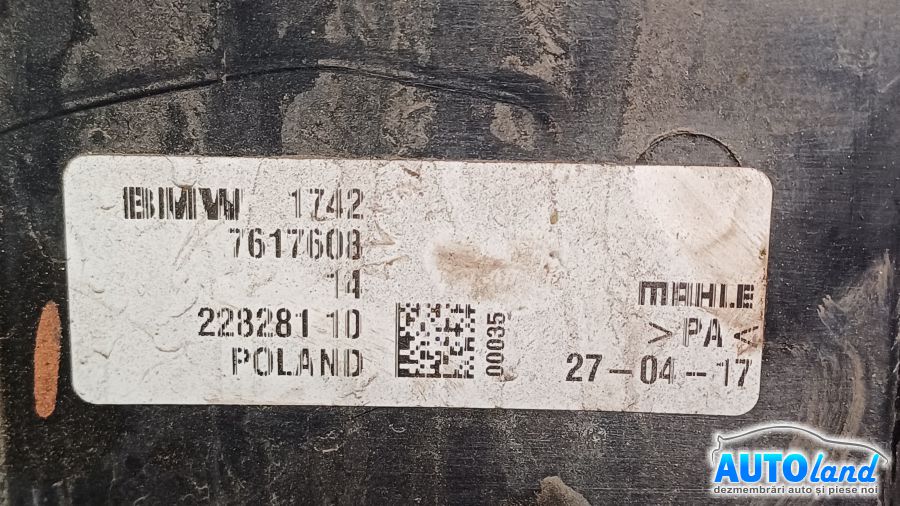 BMW 1742
7617608
14
228281 10
POLAND
00035
MAHLE
>PA<
27-04-17
AUTOland
dezmembrări auto și piese noi